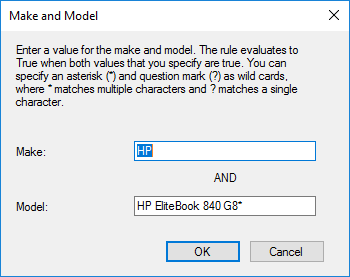 Make and Model
Enter a value for the make and model. The rule evaluates to
True when both values that you specify are true. You can
specify an asterisk (*) and question mark (?) as wild cards,
where * matches multiple characters and ? matches a single
character.
Make: HP
AND
Model: HP EliteBook 840 G8*
OK Cancel